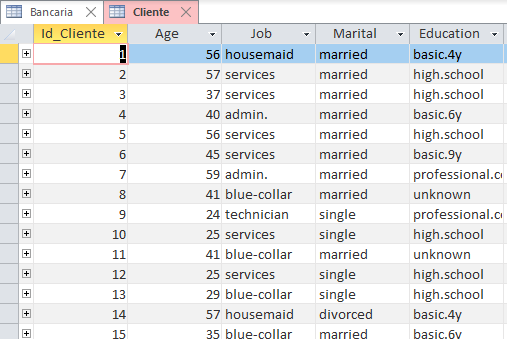 Bancaria Cliente
Id_Cliente Age Job Marital Education
1 56 housemaid married basic.4y
2 57 services married high.school
3 37 services married high.school
4 40 admin. married basic.6y
5 56 services married high.school
6 45 services married basic.9y
7 59 admin. married professional.co
8 41 blue-collar married unknown
9 24 technician single professional.co
10 25 services single high.school
11 41 blue-collar married unknown
12 25 services single high.school
13 29 blue-collar single high.school
14 57 housemaid divorced basic.4y
15 35 blue-collar married basic.6y